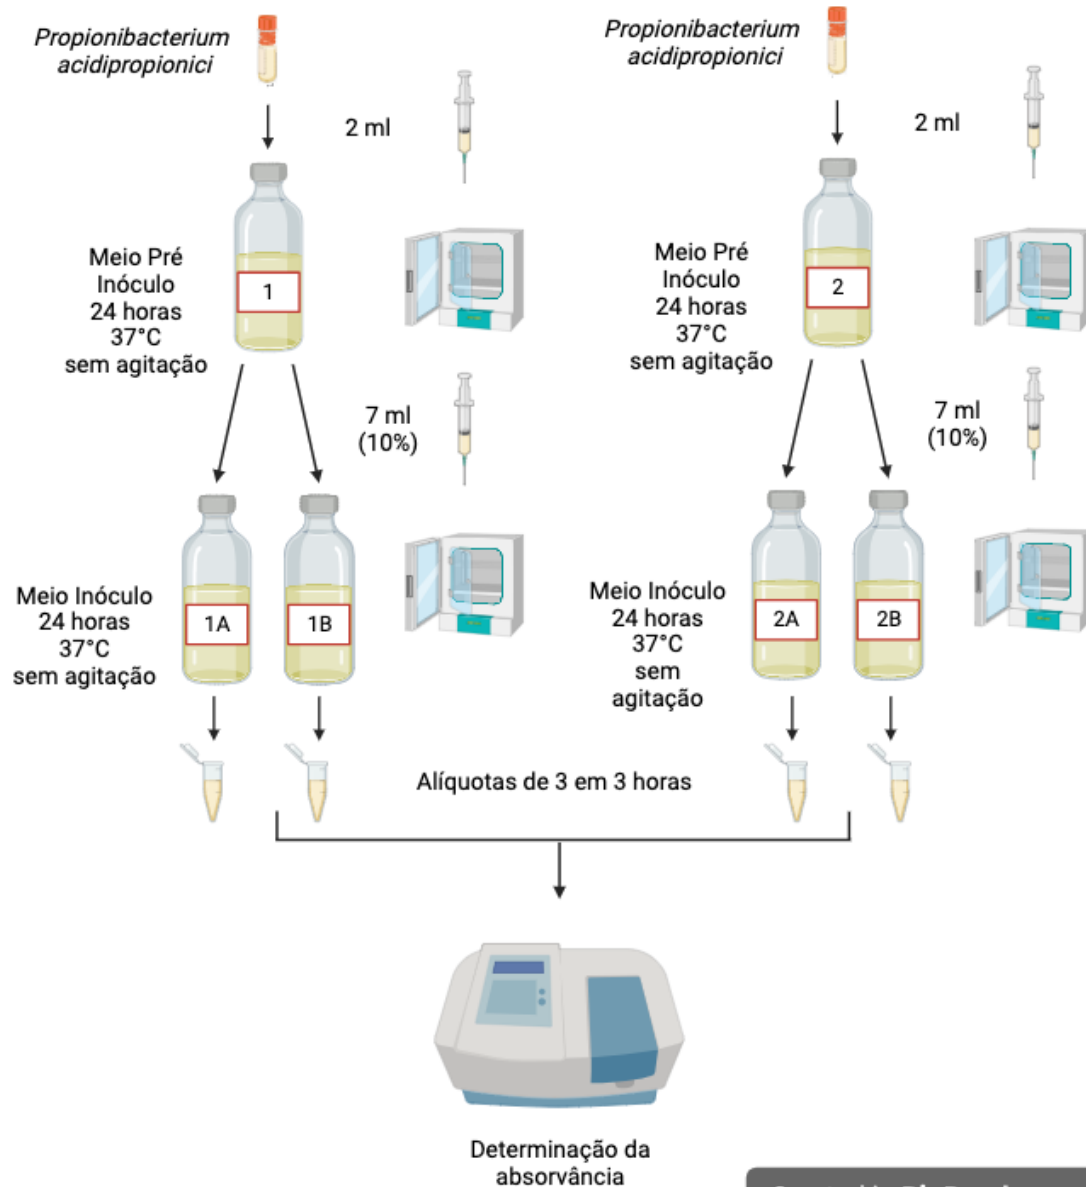 Propionibacterium
acidipropionici
2 ml
Meio Pré
Inóculo
24 horas
37°C
sem agitação
1
7 ml
(10%)
Meio Inóculo
24 horas
37°C
sem agitação
1A
1B
Propionibacterium
acidipropionici
2 ml
Meio Pré
Inóculo
24 horas
37°C
sem agitação
2
7 ml
(10%)
Meio Inóculo
24 horas
37°C
sem
agitação
2A
2B
Alíquotas de 3 em 3 horas
Determinação da
absorvância